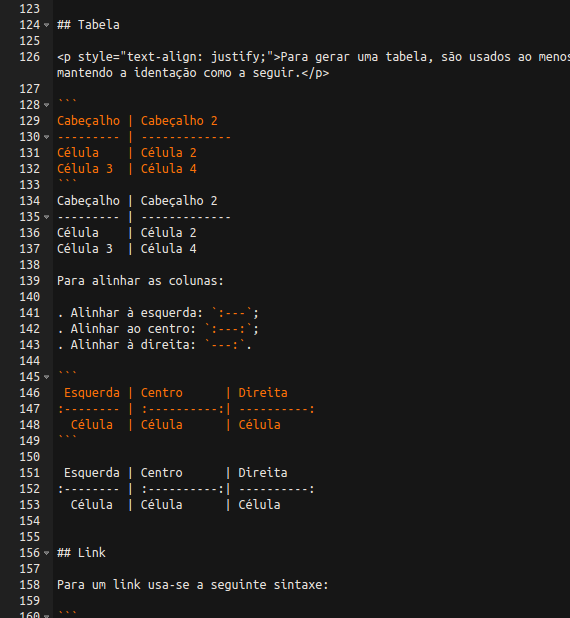 123
124 ## Tabela
125
126 <p style="text-align: justify;">Para gerar uma tabela, são usados ao menos
mantendo a identação como a seguir.</p>
127
128 ```
129 Cabeçalho | Cabeçalho 2
130 --------- | -------------
131 Célula    | Célula 2
132 Célula 3  | Célula 4
133 ```
134 Cabeçalho | Cabeçalho 2
135 --------- | -------------
136 Célula    | Célula 2
137 Célula 3  | Célula 4
138
139 Para alinhar as colunas:
140
141 . Alinhar à esquerda: `:---`;
142 . Alinhar ao centro: `:---:`;
143 . Alinhar à direita: `---:`.
144
145 ```
146  Esquerda | Centro      | Direita
147 :-------- | :----------:| ----------:
148   Célula  | Célula      | Célula
149 ```
150
151  Esquerda | Centro      | Direita
152 :-------- | :----------:| ----------:
153   Célula  | Célula      | Célula
154
155
156 ## Link
157
158 Para um link usa-se a seguinte sintaxe:
159
160 ```